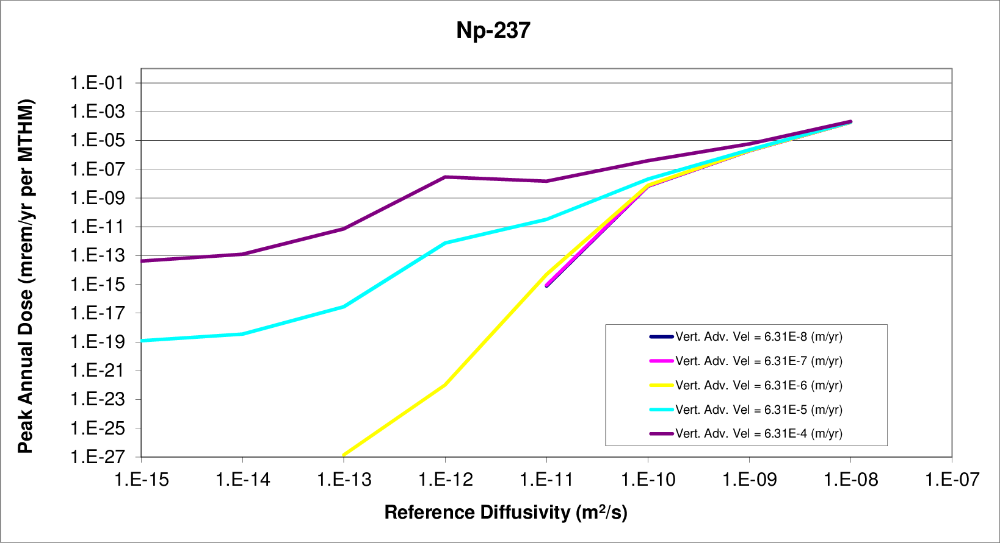 Np-237
Peak Annual Dose (mrem/yr per MTHM)
1.E-01
1.E-03
1.E-05
1.E-07
1.E-09
1.E-11
1.E-13
1.E-15
1.E-17
1.E-19
1.E-21
1.E-23
1.E-25
1.E-27
Vert. Adv. Vel = 6.31E-8 (m/yr)
Vert. Adv. Vel = 6.31E-7 (m/yr)
Vert. Adv. Vel = 6.31E-6 (m/yr)
Vert. Adv. Vel = 6.31E-5 (m/yr)
Vert. Adv. Vel = 6.31E-4 (m/yr)
1.E-15 1.E-14 1.E-13 1.E-12 1.E-11 1.E-10 1.E-09 1.E-08 1.E-07
Reference Diffusivity (m²/s)